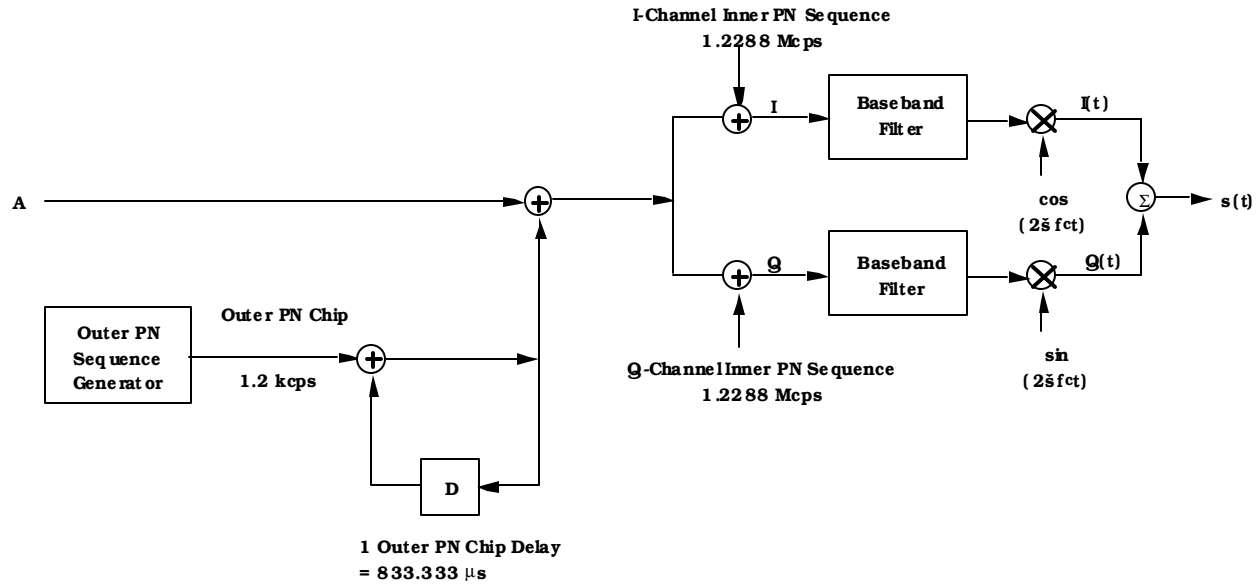 I-Channel Inner PN Sequence
1.2288 Mcps
I
Baseband
Filter
I(t)
cos
(2š fct)
A
Σ
s(t)
Q
Baseband
Filter
Q(t)
sin
(2š fct)
Outer PN
Sequence
Generator
Outer PN Chip
1.2 kcps
Q-Channel Inner PN Sequence
1.2288 Mcps
D
1 Outer PN Chip Delay
= 833.333 μs